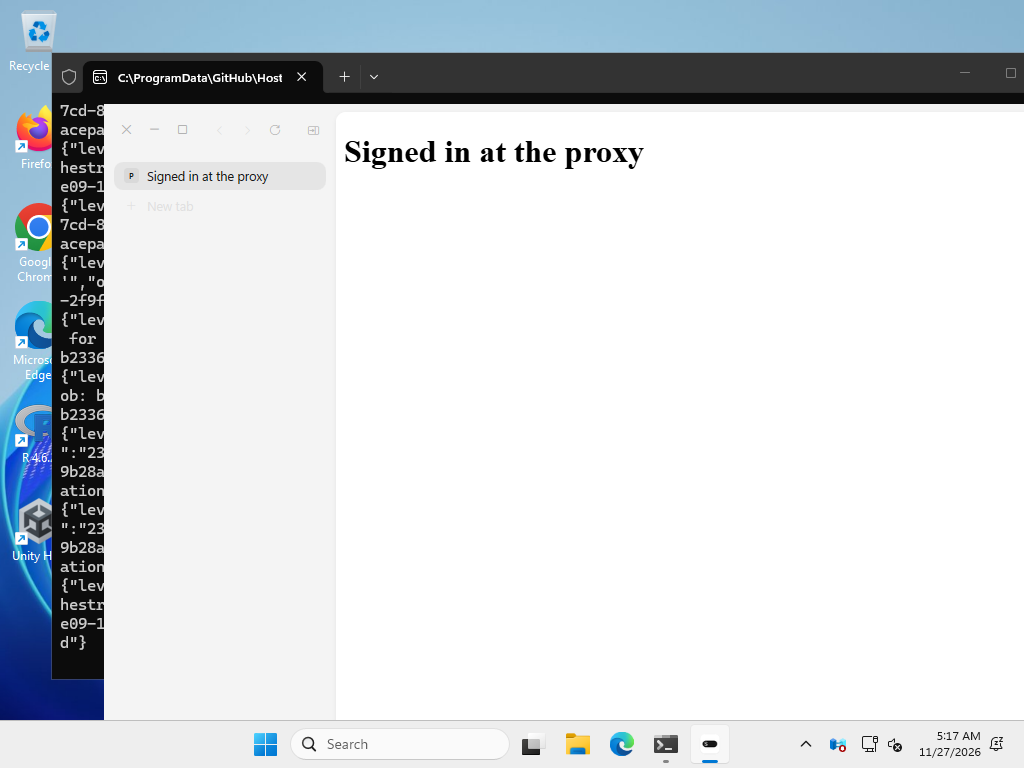 Recycle
C:\ProgramData\GitHub\Host
Firefo
Googl
Chrom
Micros
Edge
R 4.6.
Unity H
7cd-8
acepa
{"lev
hestr
e09-1
{"lev
7cd-8
acepa
{"lev
'","o
-2f9f
{"lev
for
b2336
{"lev
ob: b
b2336
{"lev
":"23
9b28a
ation
{"lev
":"23
9b28a
ation
{"lev
hestr
e09-1
d"}
P Signed in at the proxy
+ New tab
Signed in at the proxy
Search
5:17 AM
11/27/2026